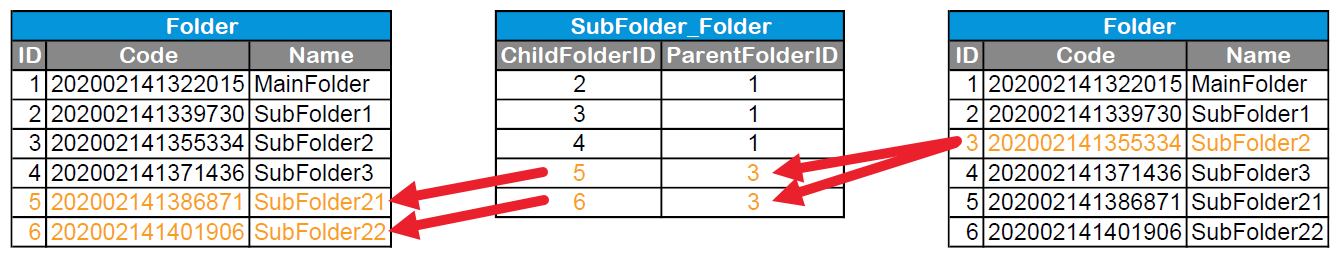 Folder
ID Code Name
1 202002141322015 MainFolder
2 202002141339730 SubFolder1
3 202002141355334 SubFolder2
4 202002141371436 SubFolder3
5 202002141386871 SubFolder21
6 202002141401906 SubFolder22
SubFolder_Folder
ChildFolderID ParentFolderID
2 1
3 1
4 1
5 3
6 3
Folder
ID Code Name
1 202002141322015 MainFolder
2 202002141339730 SubFolder1
3 202002141355334 SubFolder2
4 202002141371436 SubFolder3
5 202002141386871 SubFolder21
6 202002141401906 SubFolder22